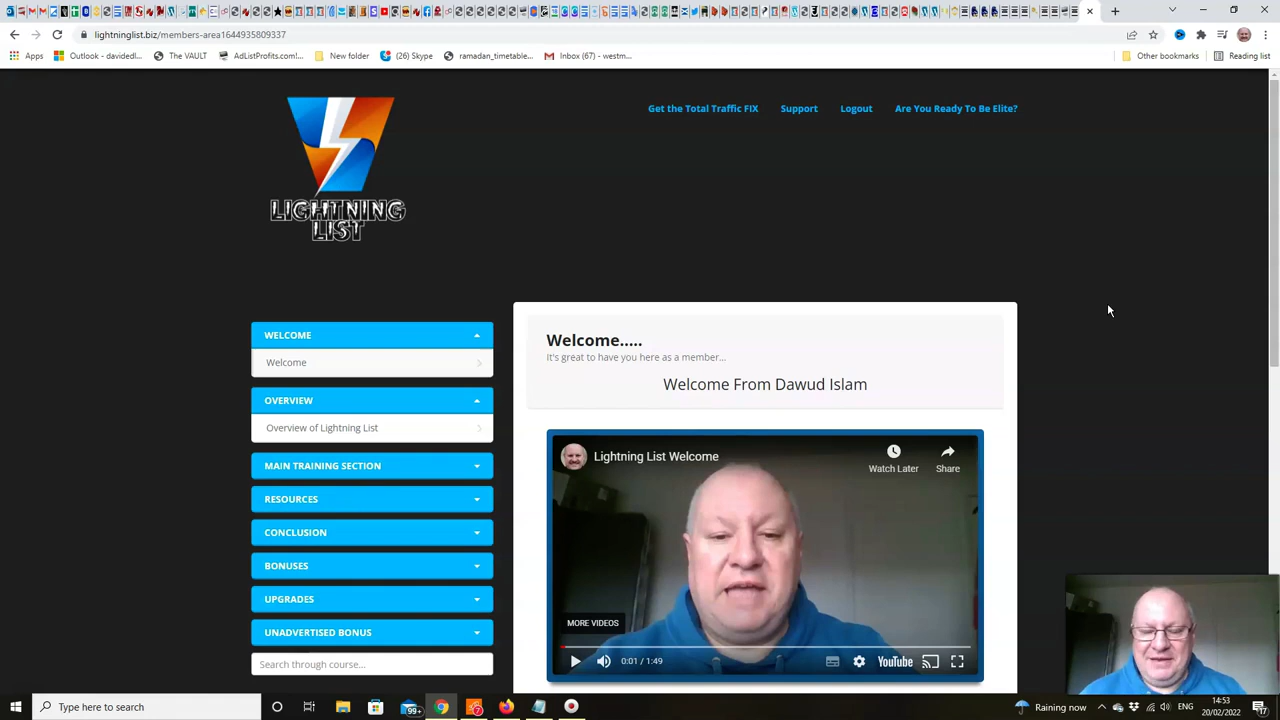 lightninglist.biz/members-area1644935809337
Apps
Outlook - davidedl...
The VAULT
AdListProfits.com!...
New folder
(26) Skype
ramadan_timetable...
Inbox (67) - westm...
Other bookmarks
Reading list
LIGHTNING
LIST
Get the Total Traffic FIX
Support
Logout
Are You Ready To Be Elite?
WELCOME
Welcome
OVERVIEW
Overview of Lightning List
MAIN TRAINING SECTION
RESOURCES
CONCLUSION
BONUSES
UPGRADES
UNADVERTISED BONUS
Search through course...
Welcome.....
It's great to have you here as a member...
Welcome From Dawud Islam
Lightning List Welcome
Watch Later
Share
MORE VIDEOS
0:01 / 1:49
YouTube
Type here to search
99+
7
Raining now
ENG
14:53
20/02/2022
17